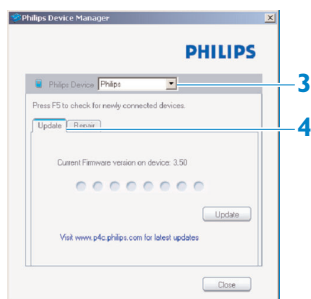 Philips Device Manager
PHILIPS
Philips Device Philips
3
Press F5 to check for newly connected devices.
Update Repair
4
Current Firmware version on device: 3.50
Update
Visit www.p4c.philips.com for latest updates
Close